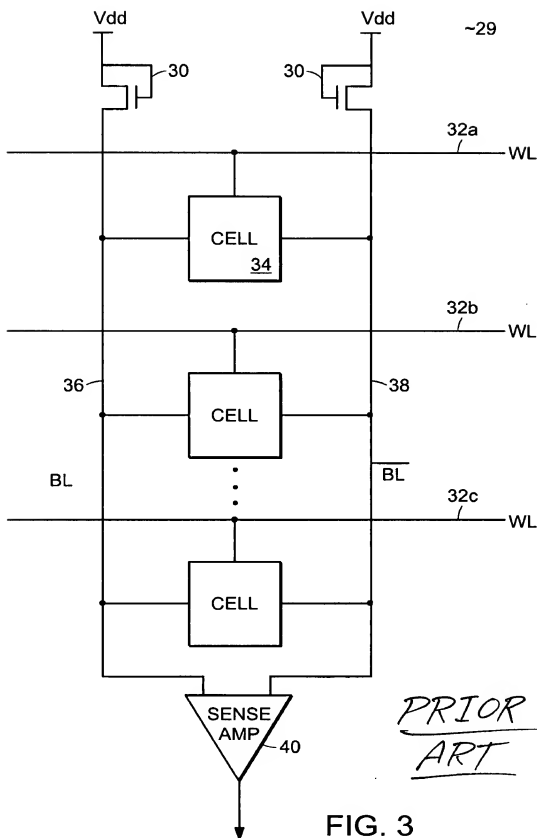 Vdd
Vdd
~29
30
30
32a
WL
CELL
34
32b
WL
36
38
CELL
BL
BL
32c
WL
CELL
SENSE
AMP
40
PRIOR
ART
FIG. 3